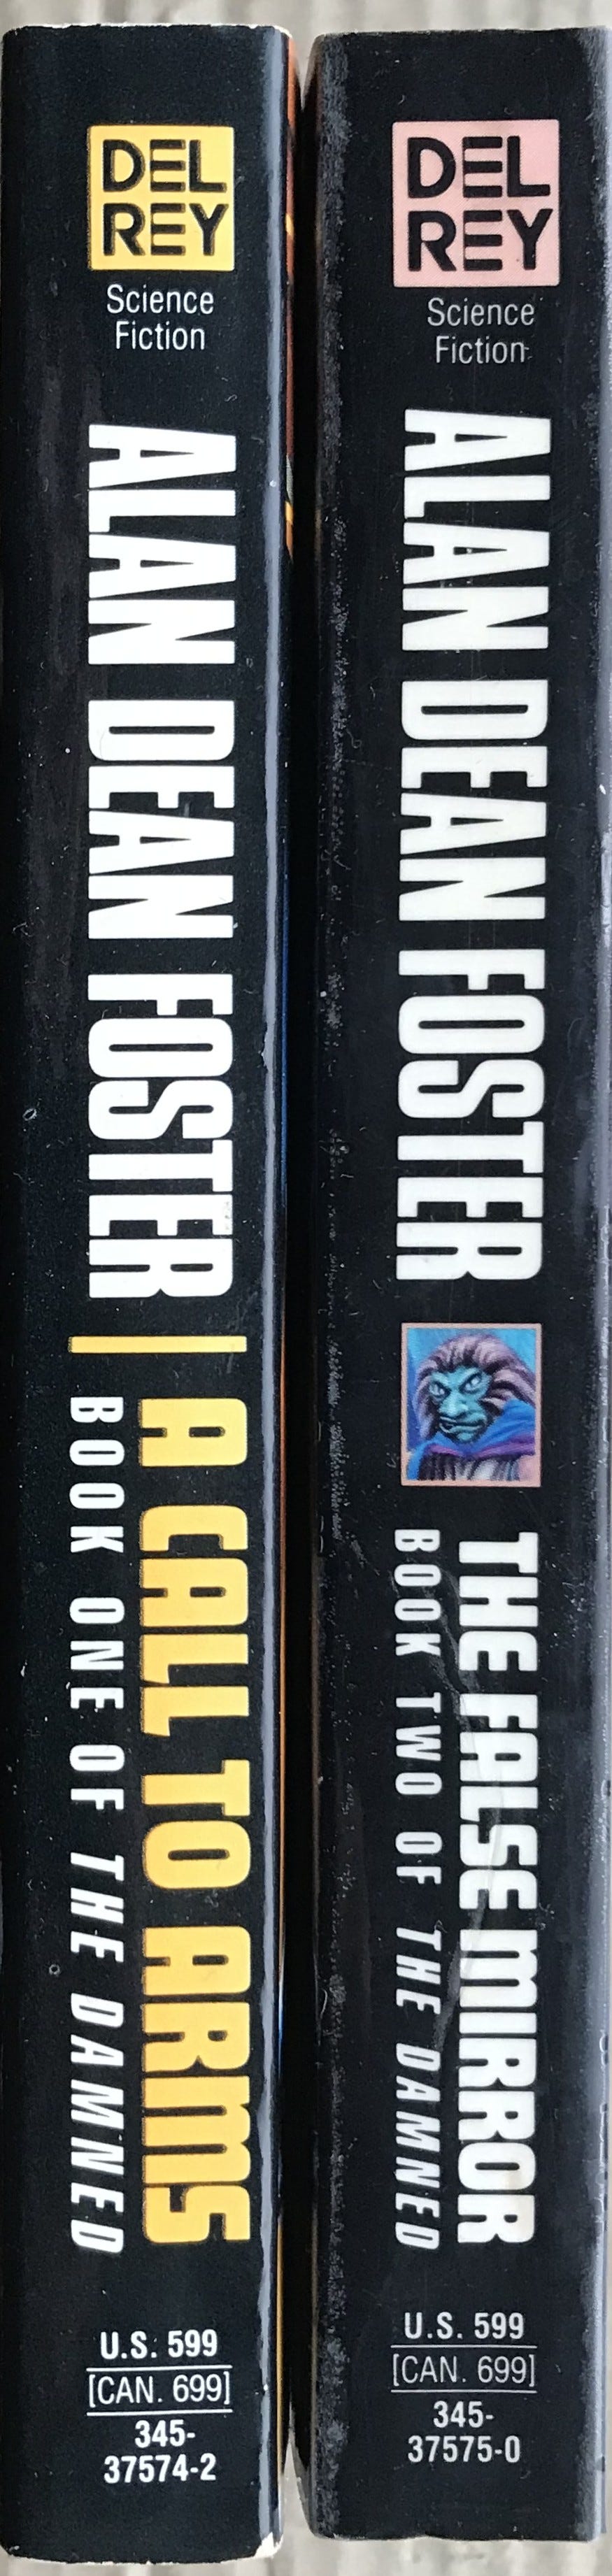 DEL
REY
Science
Fiction
ALAN DEAN FOSTER
A CALL TO ARMS
BOOK ONE OF THE DAMNED
U.S. 599
[CAN. 699]
345-
37574-2
DEL
REY
Science
Fiction
ALAN DEAN FOSTER
THE FALSE MIRROR
BOOK TWO OF THE DAMNED
U.S. 599
[CAN. 699]
345-
37575-0